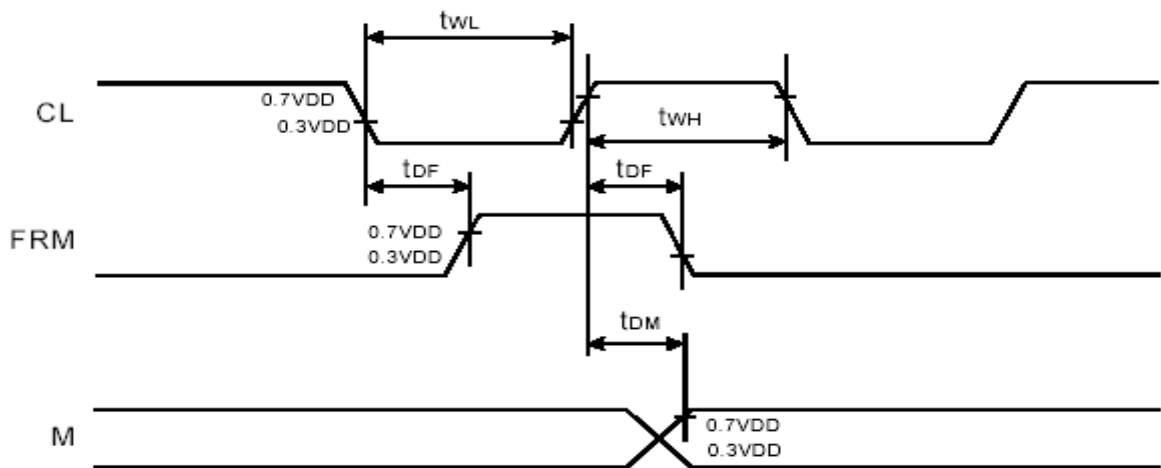 tWL
CL
0.7VDD
0.3VDD
tWH
tDF
tDF
FRM
0.7VDD
0.3VDD
tDM
M
0.7VDD
0.3VDD